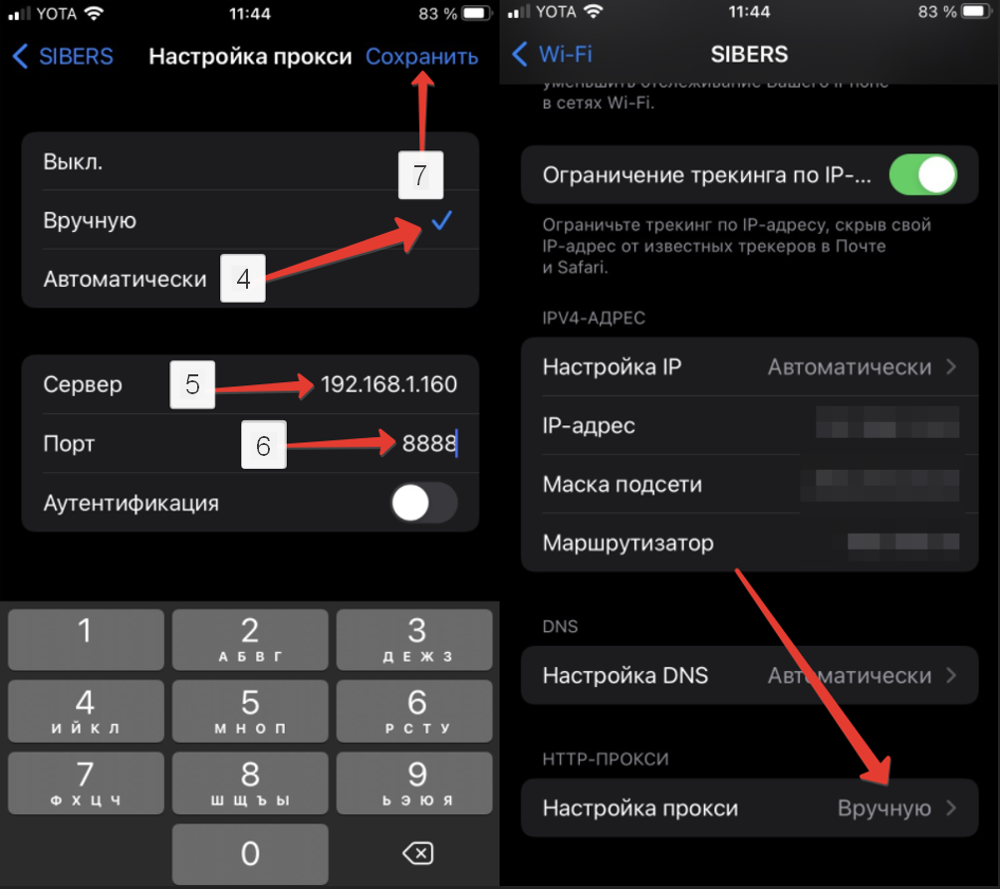 YOTA 11:44 83 %
SIBERS Настройка прокси Сохранить
7
Выкл.
Вручную
4
Автоматически
Сервер 5 192.168.1.160
Порт 6 8888
Аутентификация
1
2
АБВГ
3
ДЕЖЗ
4
ИЙКЛ
5
МНОП
6
РСТУ
7
ФХЦЧ
8
ШЩЪЫ
9
ЬЭЮЯ
0
YOTA 11:44 83 %
Wi-Fi SIBERS
уменьшить отслеживание Вашего iPhone
в сетях Wi-Fi.
Ограничение трекинга по IP-...
Ограничьте трекинг по IP-адресу, скрыв свой
IP-адрес от известных трекеров в Почте
и Safari.
IPV4-АДРЕС
Настройка IP Автоматически
IP-адрес
Маска подсети
Маршрутизатор
DNS
Настройка DNS Автоматически
HTTP-ПРОКСИ
Настройка прокси Вручную